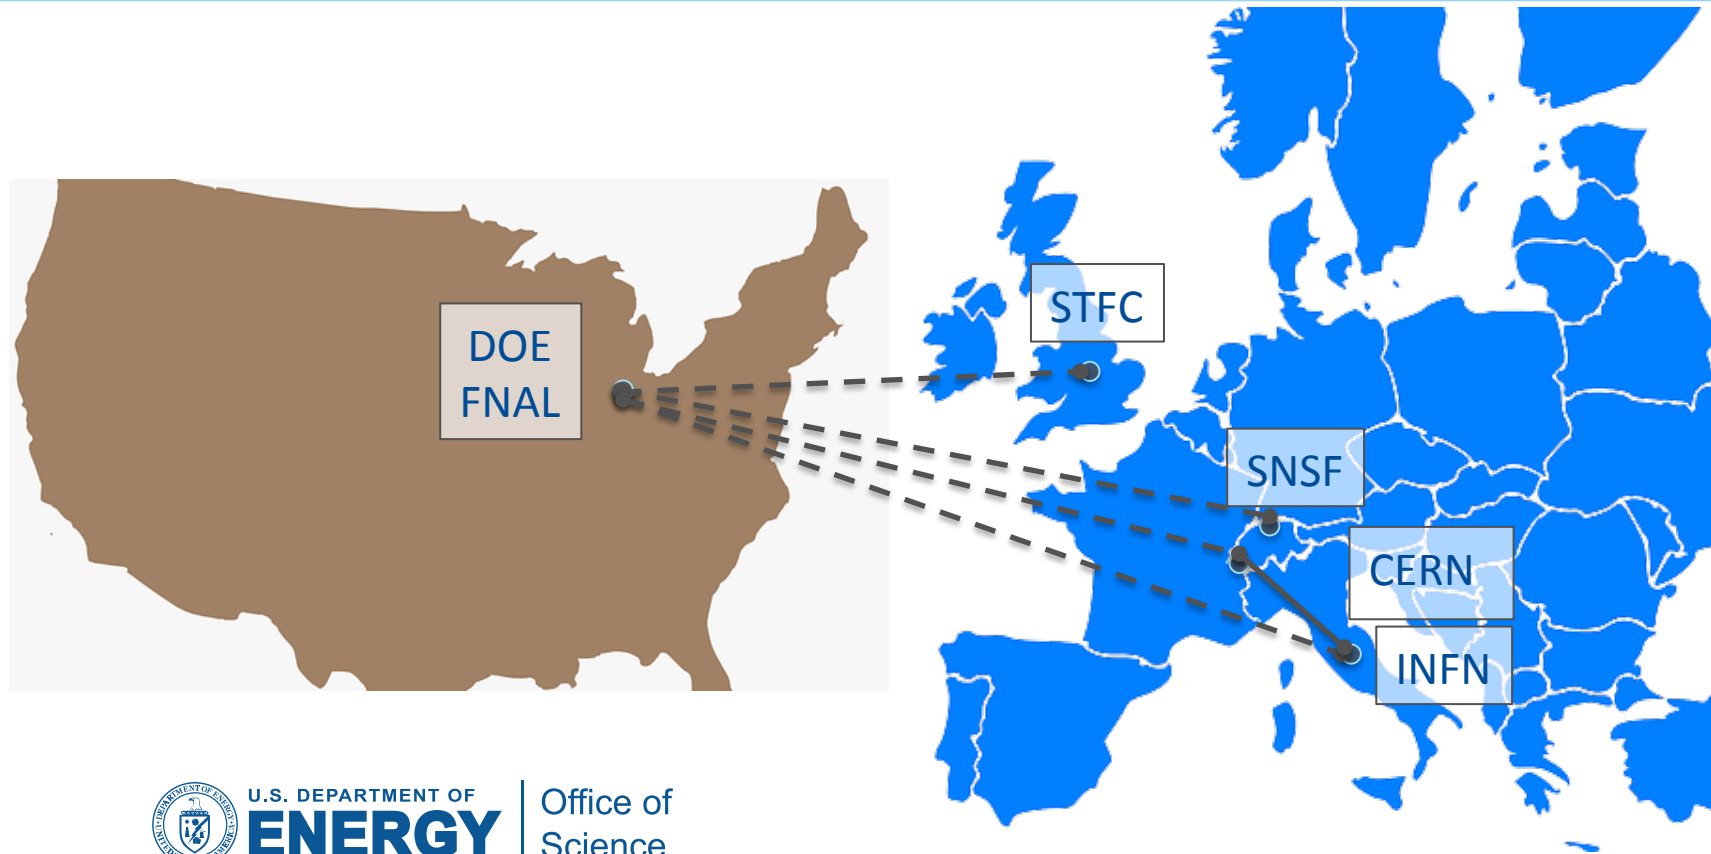 DOE
FNAL
STFC
SNSF
CERN
INFN
U.S. DEPARTMENT OF
ENERGY
Office of
Science